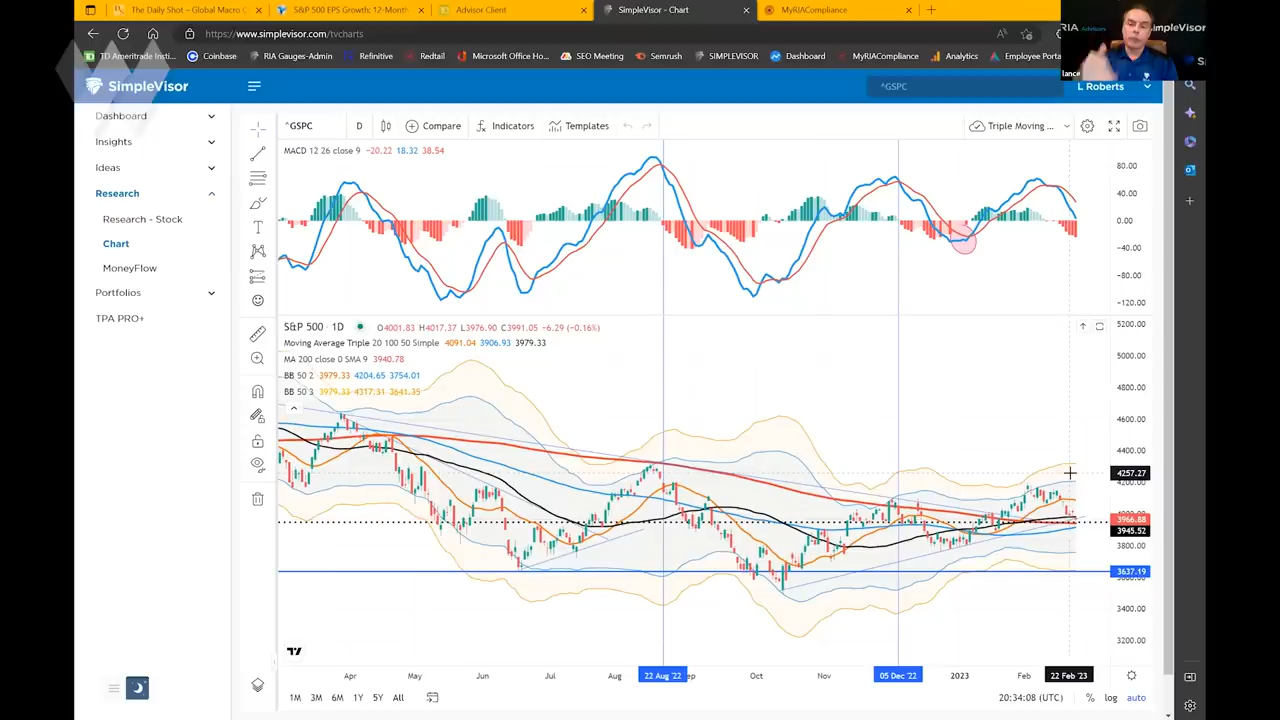 The Daily Shot – Global Macro C
S&P 500 EPS Growth: 12-Month
Advisor Client
SimpleVisor - Chart
MyRIACompliance
https://www.simplevisor.com/tvcharts
TD Ameritrade Insti...
Coinbase
RIA Gauges-Admin
Refinitive
Redtail
Microsoft Office Ho...
SEO Meeting
Semrush
SIMPLEVISOR
Dashboard
MyRIACompliance
Analytics
Employee Porta
RIA Advisors
SimpleVisor
lance
SimpleVisor
^GSPC
L Roberts
Dashboard
Insights
Ideas
Research
Research - Stock
Chart
MoneyFlow
Portfolios
TPA PRO+
^GSPC
D
Compare
Indicators
Templates
Triple Moving ...
MACD 12 26 close 9 −20.22 18.32 38.54
80.00
40.00
0.00
−40.00
−80.00
−120.00
S&P 500 · 1D O4001.83 H4017.37 L3976.90 C3991.05 −6.29 (−0.16%)
Moving Average Triple 20 100 50 Simple 4091.04 3906.93 3979.33
MA 200 close 0 SMA 9 3940.78
BB 50 2 3979.33 4204.65 3754.01
BB 50 3 3979.33 4317.31 3641.35
5200.00
5000.00
4800.00
4600.00
4400.00
4257.27
4200.00
3966.88
3945.52
3800.00
3637.19
3400.00
3200.00
Apr
May
Jun
Jul
Aug
22 Aug '22
ep
Oct
Nov
05 Dec '22
2023
Feb
22 Feb '23
1M 3M 6M 1Y 5Y All
20:34:08 (UTC)
% log auto